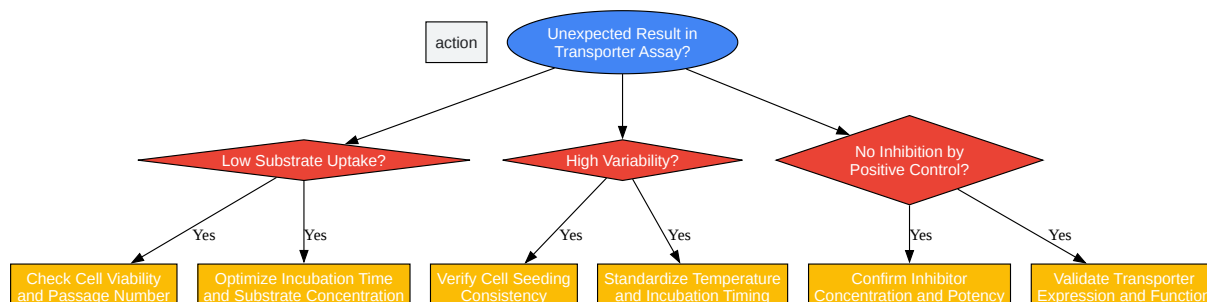 action
Unexpected Result in
Transporter Assay?
Low Substrate Uptake?
High Variability?
No Inhibition by
Positive Control?
Yes
Yes
Yes
Yes
Yes
Yes
Check Cell Viability
and Passage Number
Optimize Incubation Time
and Substrate Concentration
Verify Cell Seeding
Consistency
Standardize Temperature
and Incubation Timing
Confirm Inhibitor
Concentration and Potency
Validate Transporter
Expression and Function